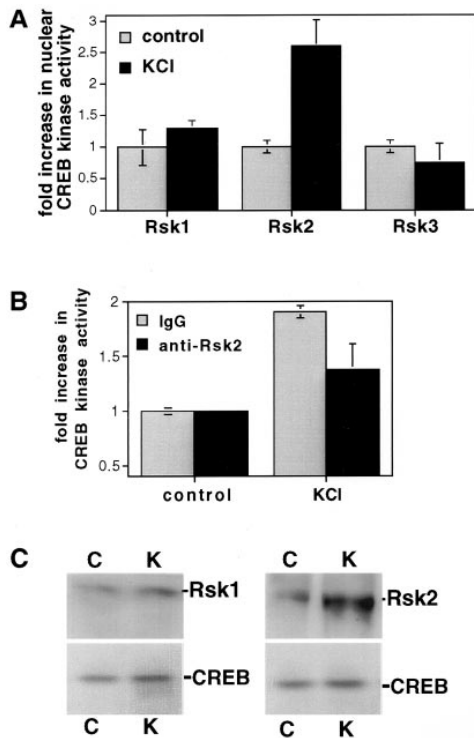 A
fold in nuclear increase
CREB kinase activity
3
2.5
2
1.5
1
0.5
0
control
KCl
Rsk1 Rsk2 Rsk3
B
fold increase in
CREB kinase activity
2
1.5
1
0.5
IgG
anti-Rsk2
control KCl
C
C K C K
-Rsk1 -Rsk2
-CREB -CREB
C K C K